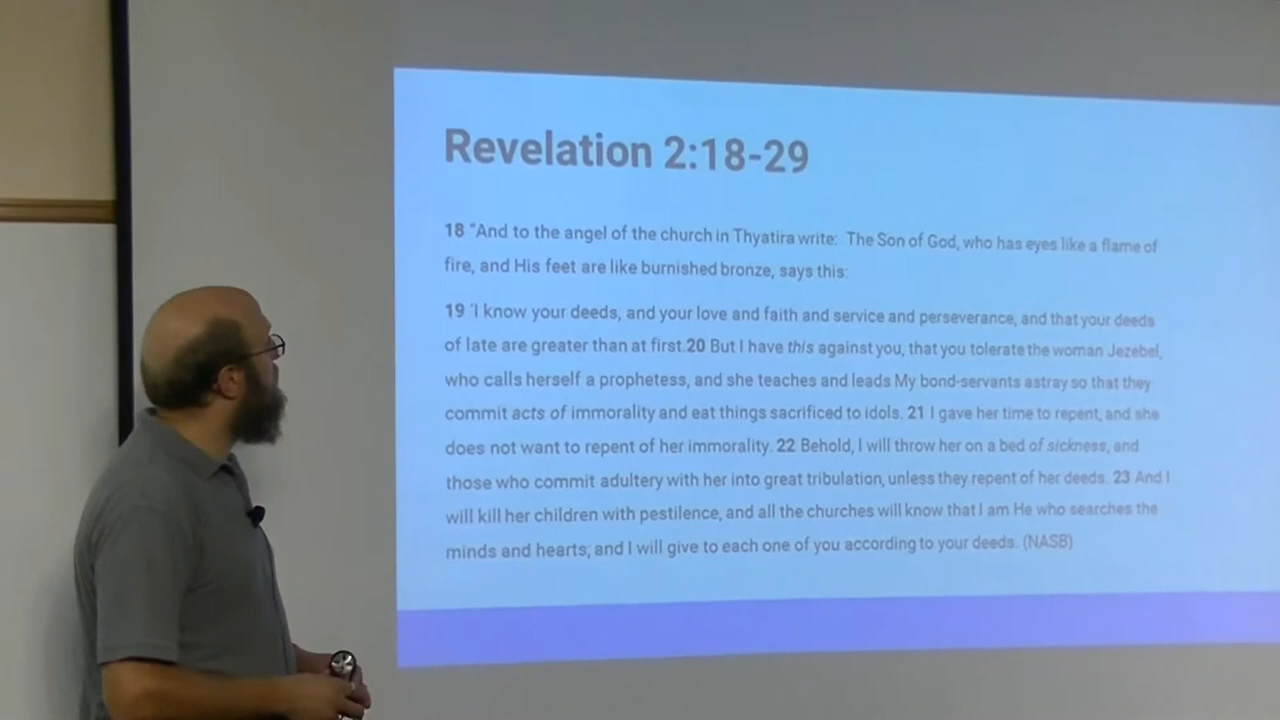 Revelation 2:18-29
18 "And to the angel of the church in Thyatira write: The Son of God, who has eyes like a flame of
fire, and His feet are like burnished bronze, says this:
19 'I know your deeds, and your love and faith and service and perseverance, and that your deeds
of late are greater than at first.20 But I have this against you, that you tolerate the woman Jezebel,
who calls herself a prophetess, and she teaches and leads My bond-servants astray so that they
commit acts of immorality and eat things sacrificed to idols. 21 I gave her time to repent, and she
does not want to repent of her immorality. 22 Behold, I will throw her on a bed of sickness, and
those who commit adultery with her into great tribulation, unless they repent of her deeds. 23 And I
will kill her children with pestilence, and all the churches will know that I am He who searches the
minds and hearts; and I will give to each one of you according to your deeds. (NASB)